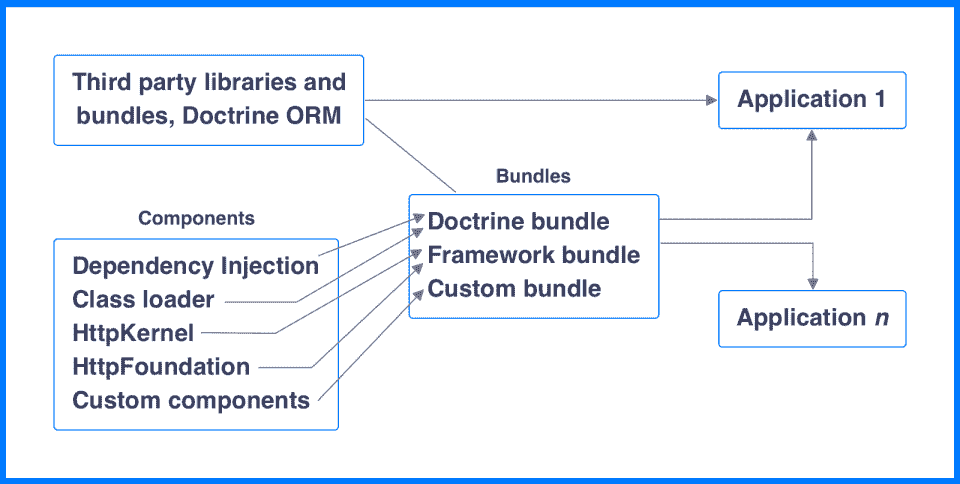 Third party libraries and
bundles, Doctrine ORM
Application 1
Bundles
Components
Doctrine bundle
Framework bundle
Custom bundle
Dependency Injection
Class loader
HttpKernel
HttpFoundation
Custom components
Application n